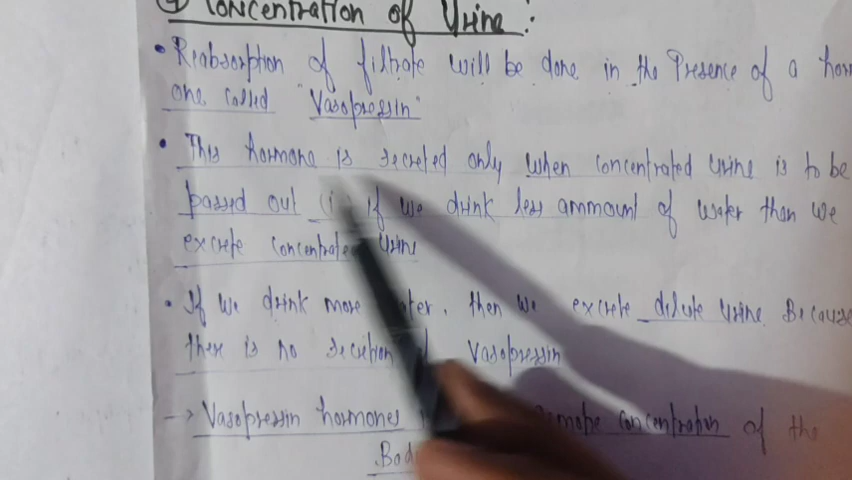 ④ Concentration of Urine :
• Reabsorption of filtrate will be done in the Presence of a horm
one called "Vasopressin"
• This hormone is secreted only when concentrated urine is to be
passed out (i. If we drink less ammount of water then we
excrete concentrated Urine
• If we drink more water. then we excrete dilute urine Because
there is no secretion Vasopressin
→ Vasopressin hormones concentration of the
Bod